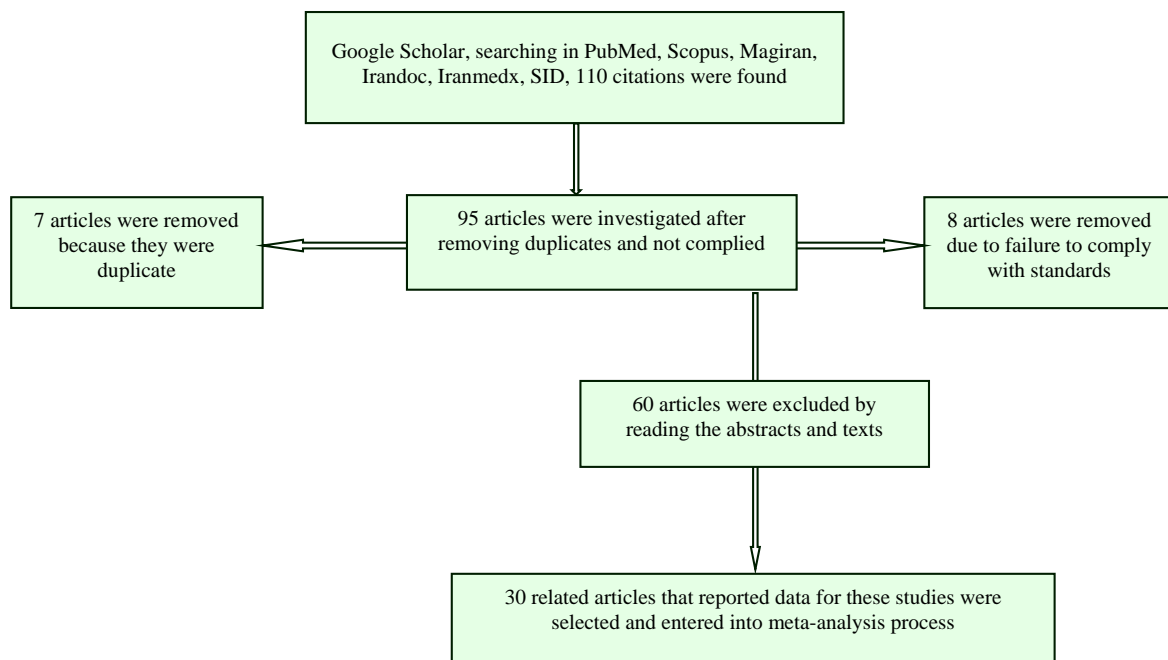 Google Scholar, searching in PubMed, Scopus, Magiran,
Irandoc, Iranmedx, SID, 110 citations were found
7 articles were removed
because they were
duplicate
95 articles were investigated after
removing duplicates and not complied
8 articles were removed
due to failure to comply
with standards
60 articles were excluded by
reading the abstracts and texts
30 related articles that reported data for these studies were
selected and entered into meta-analysis process